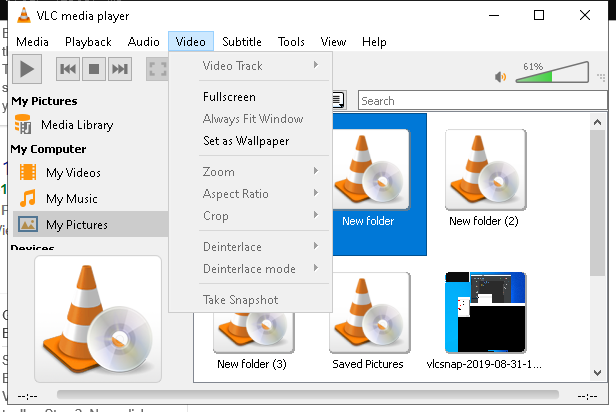 VLC media player
Media Playback Audio Video Subtitle Tools View Help
61%
Video Track
Fullscreen
Always Fit Window
Set as Wallpaper
Zoom
Aspect Ratio
Crop
Deinterlace
Deinterlace mode
Take Snapshot
My Pictures
Media Library
My Computer
My Videos
My Music
My Pictures
Devices
Search
New folder
New folder (2)
New folder (3)
Saved Pictures
vlcsnap-2019-08-31-1...
--:--
--:--